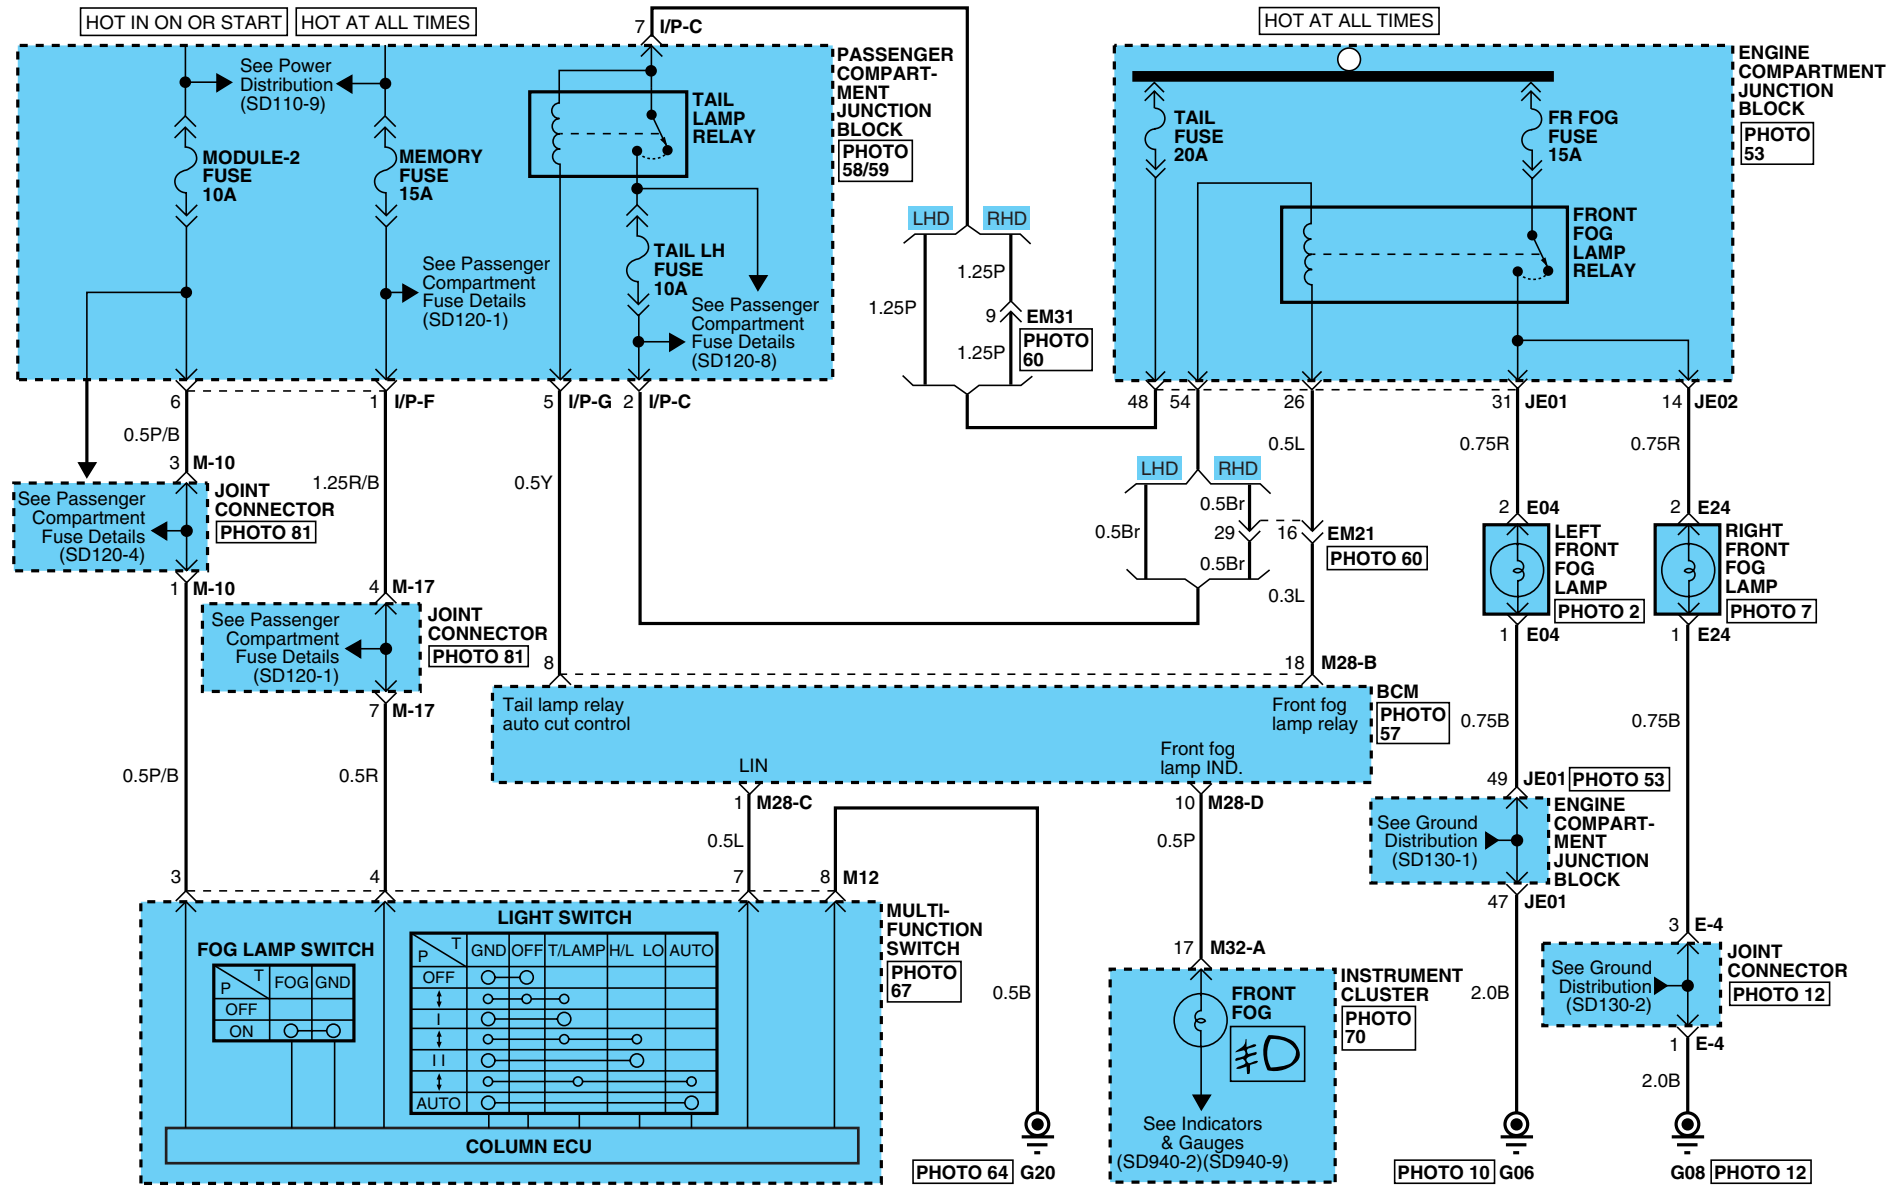 HOT IN ON OR START
HOT AT ALL TIMES
7 I/P-C
HOT AT ALL TIMES
See Power
Distribution
(SD110-9)
MODULE-2
FUSE
10A
MEMORY
FUSE
15A
TAIL
LAMP
RELAY
PASSENGER
COMPART-
MENT
JUNCTION
BLOCK
PHOTO
58/59
See Passenger
Compartment
Fuse Details
(SD120-1)
TAIL LH
FUSE
10A
See Passenger
Compartment
Fuse Details
(SD120-8)
LHD
RHD
1.25P
1.25P
9 EM31
PHOTO
60
1.25P
TAIL
FUSE
20A
FR FOG
FUSE
15A
FRONT
FOG
LAMP
RELAY
ENGINE
COMPARTMENT
JUNCTION
BLOCK
PHOTO
53
6
1 I/P-F
5 I/P-G
2 I/P-C
48
54
26
31 JE01
14 JE02
0.5P/B
3 M-10
See Passenger
Compartment
Fuse Details
(SD120-4)
JOINT
CONNECTOR
PHOTO 81
1 M-10
1.25R/B
4 M-17
See Passenger
Compartment
Fuse Details
(SD120-1)
JOINT
CONNECTOR
PHOTO 81
7 M-17
0.5Y
LHD
RHD
0.5Br
0.5Br
29
0.5Br
0.5L
16 EM21
PHOTO 60
0.3L
0.75R
0.75R
2 E04
LEFT
FRONT
FOG
LAMP
PHOTO 2
1 E04
2 E24
RIGHT
FRONT
FOG
LAMP
PHOTO 7
1 E24
8
18 M28-B
Tail lamp relay
auto cut control
Front fog
lamp relay
LIN
Front fog
lamp IND.
BCM
PHOTO
57
0.75B
0.75B
0.5P/B
0.5R
1 M28-C
10 M28-D
0.5L
0.5P
49 JE01
PHOTO 53
See Ground
Distribution
(SD130-1)
ENGINE
COMPART-
MENT
JUNCTION
BLOCK
47 JE01
3
4
7
8 M12
LIGHT SWITCH
FOG LAMP SWITCH
T
P
FOG
GND
OFF
ON
T
P
GND
OFF
T/LAMP
H/L LO
AUTO
OFF
I
II
AUTO
COLUMN ECU
MULTI-
FUNCTION
SWITCH
PHOTO
67
0.5B
17 M32-A
FRONT
FOG
See Indicators
& Gauges
(SD940-2)(SD940-9)
INSTRUMENT
CLUSTER
PHOTO
70
2.0B
3 E-4
See Ground
Distribution
(SD130-2)
JOINT
CONNECTOR
PHOTO 12
1 E-4
2.0B
PHOTO 64 G20
PHOTO 10 G06
G08 PHOTO 12